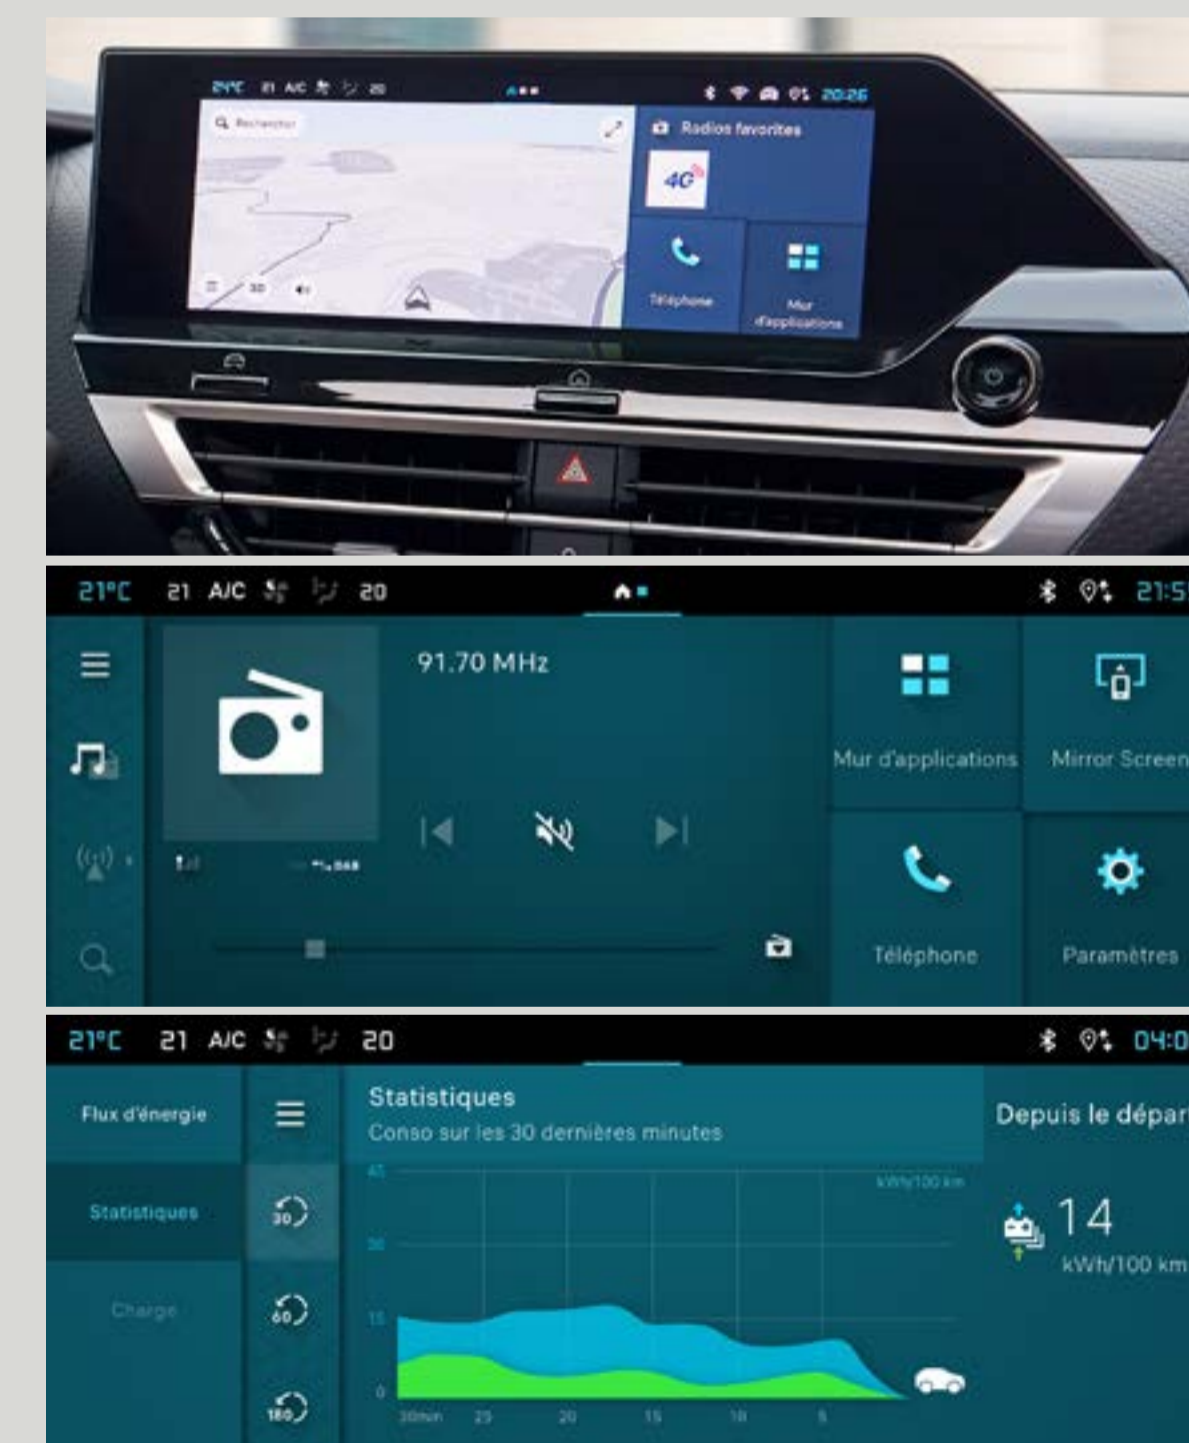 24°C 21 A/C 20 20:26
Rechercher
Radios favorites
4G
3D
Téléphone
Mur
d'applications
21°C 21 A/C 20 21:5
91.70 MHz
Mur d'applications Mirror Screen
DAB
Téléphone Paramètres
21°C 21 A/C 20 04:0
Flux d'énergie
Statistiques
Conso sur les 30 dernières minutes
Depuis le départ
45
kWh/100 km
Statistiques
30
14
kWh/100 km
30
Charge
60
15
0
180
30min 25 20 15 10 5